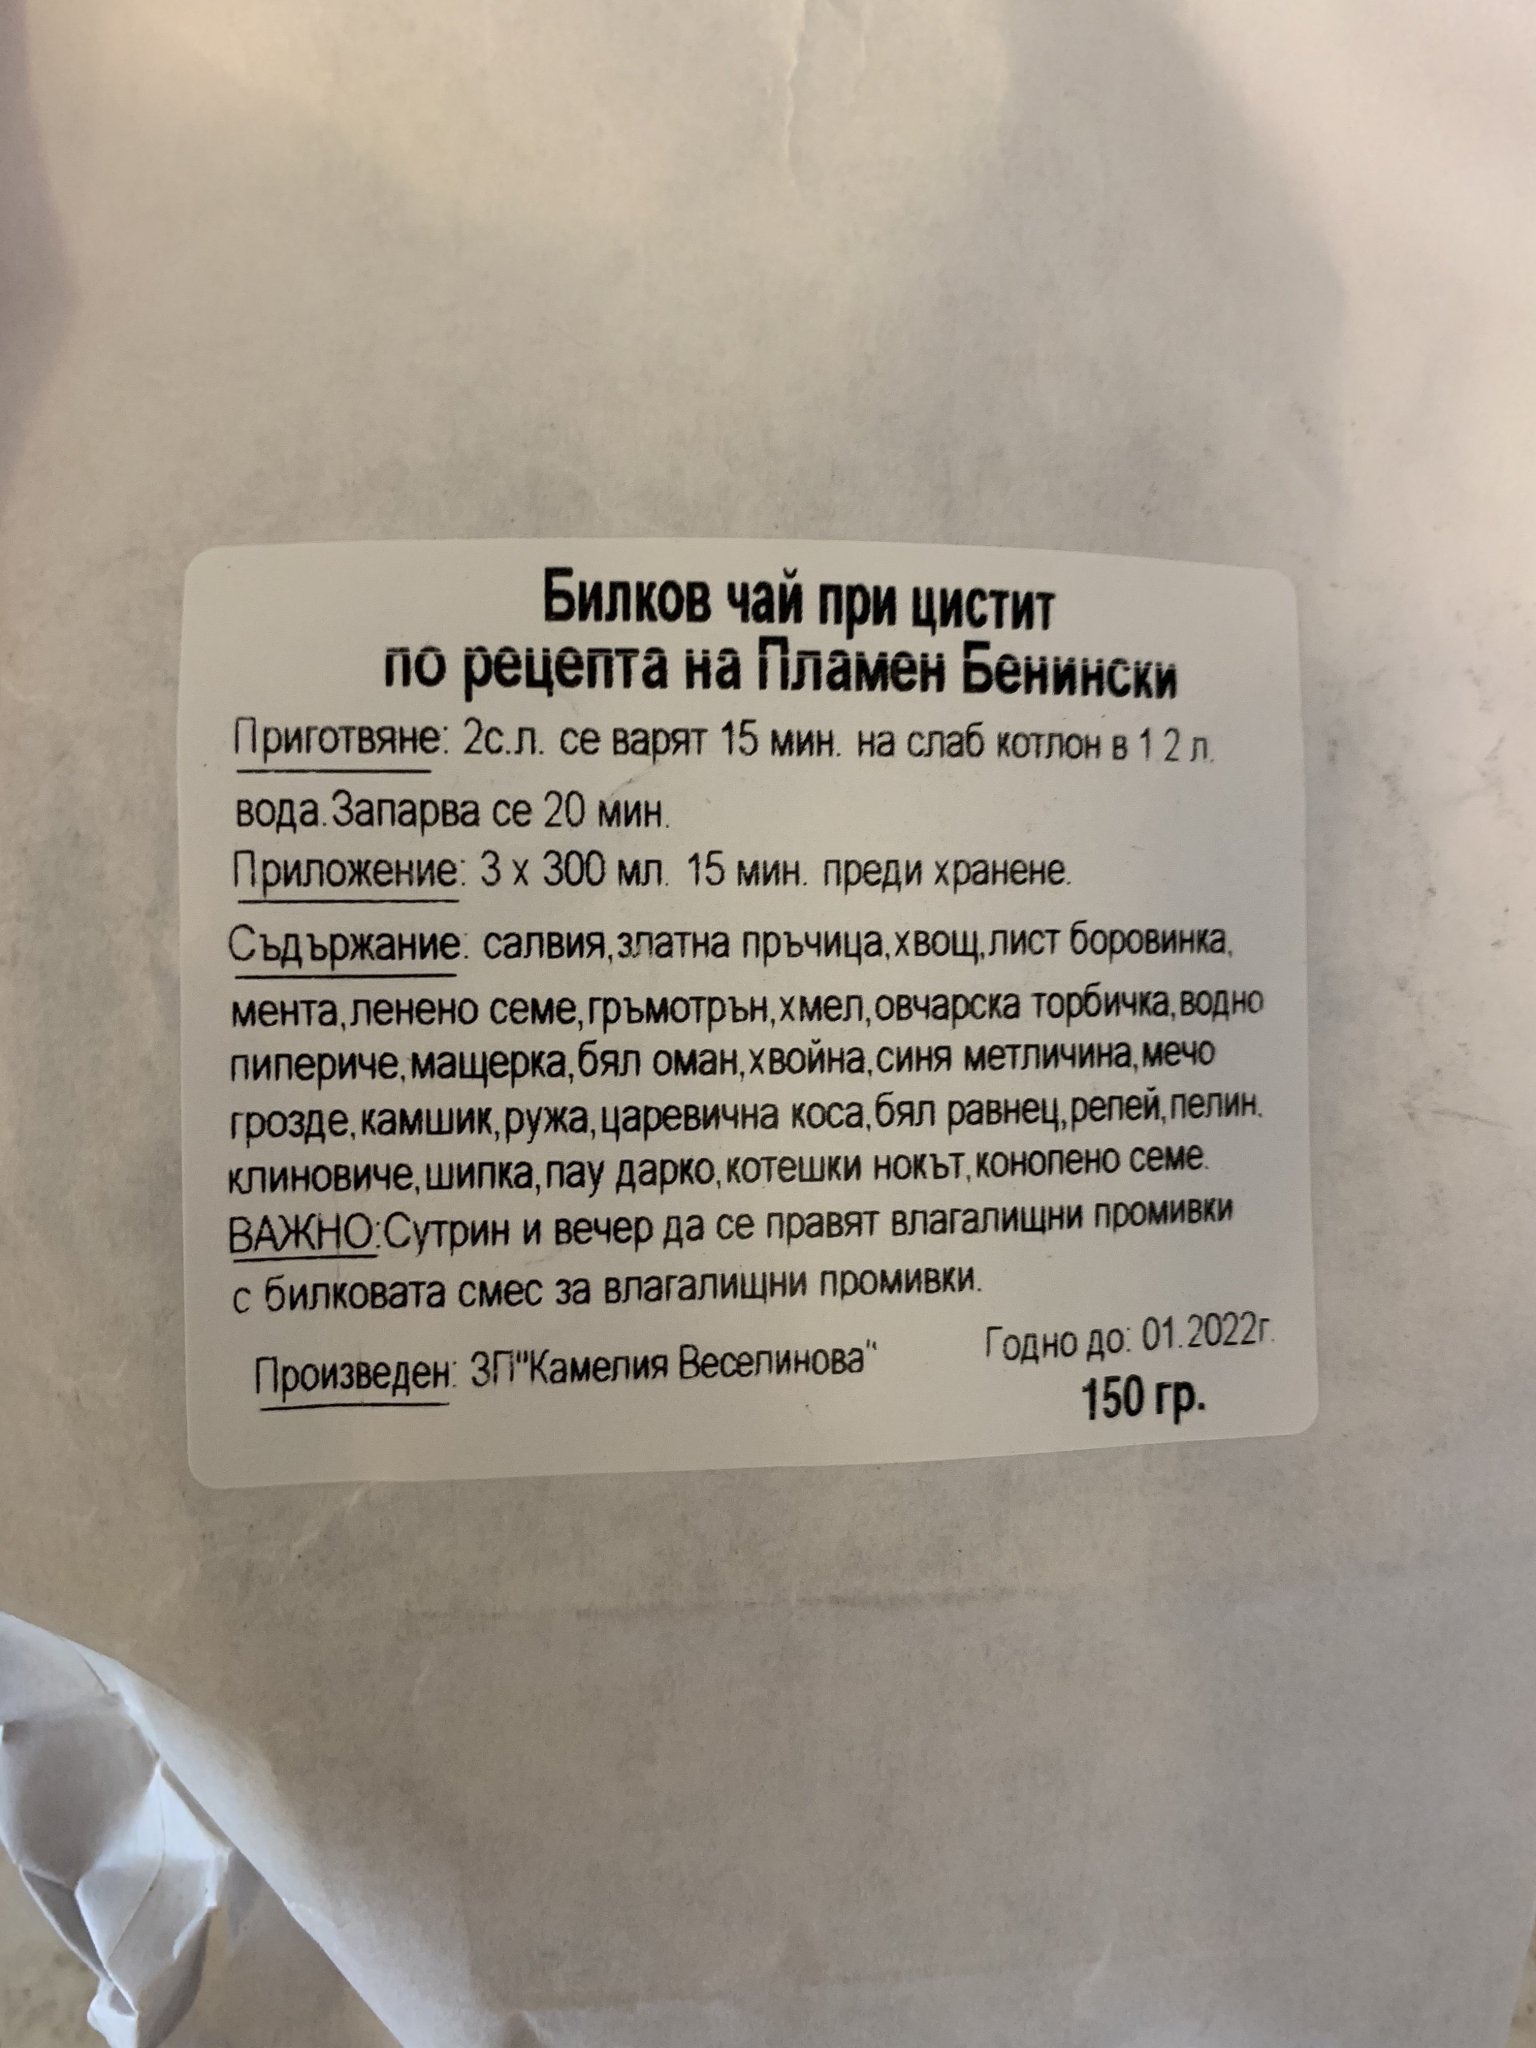 Билков чай при цистит
по рецепта на Пламен Бенински
Приготвяне: 2с.л. се варят 15 мин. на слаб котлон в 1 2 л.
вода.Запарва се 20 мин.
Приложение: 3 х 300 мл. 15 мин. преди хранене.
Съдържание: салвия,златна пръчица,хвощ,лист боровинка,
мента,ленено семе,гръмотрън,хмел,овчарска торбичка,водно
пипериче,мащерка,бял оман,хвойна,синя метличина,мечо
грозде,камшик,ружа,царевична коса,бял равнец,репей,пелин,
клиновиче,шипка,пау дарко,котешки нокът,конопено семе.
ВАЖНО:Сутрин и вечер да се правят влагалищни промивки
с билковата смес за влагалищни промивки.
Произведен: ЗП"Камелия Веселинова"
Годно до: 01.2022г.
150 гр.